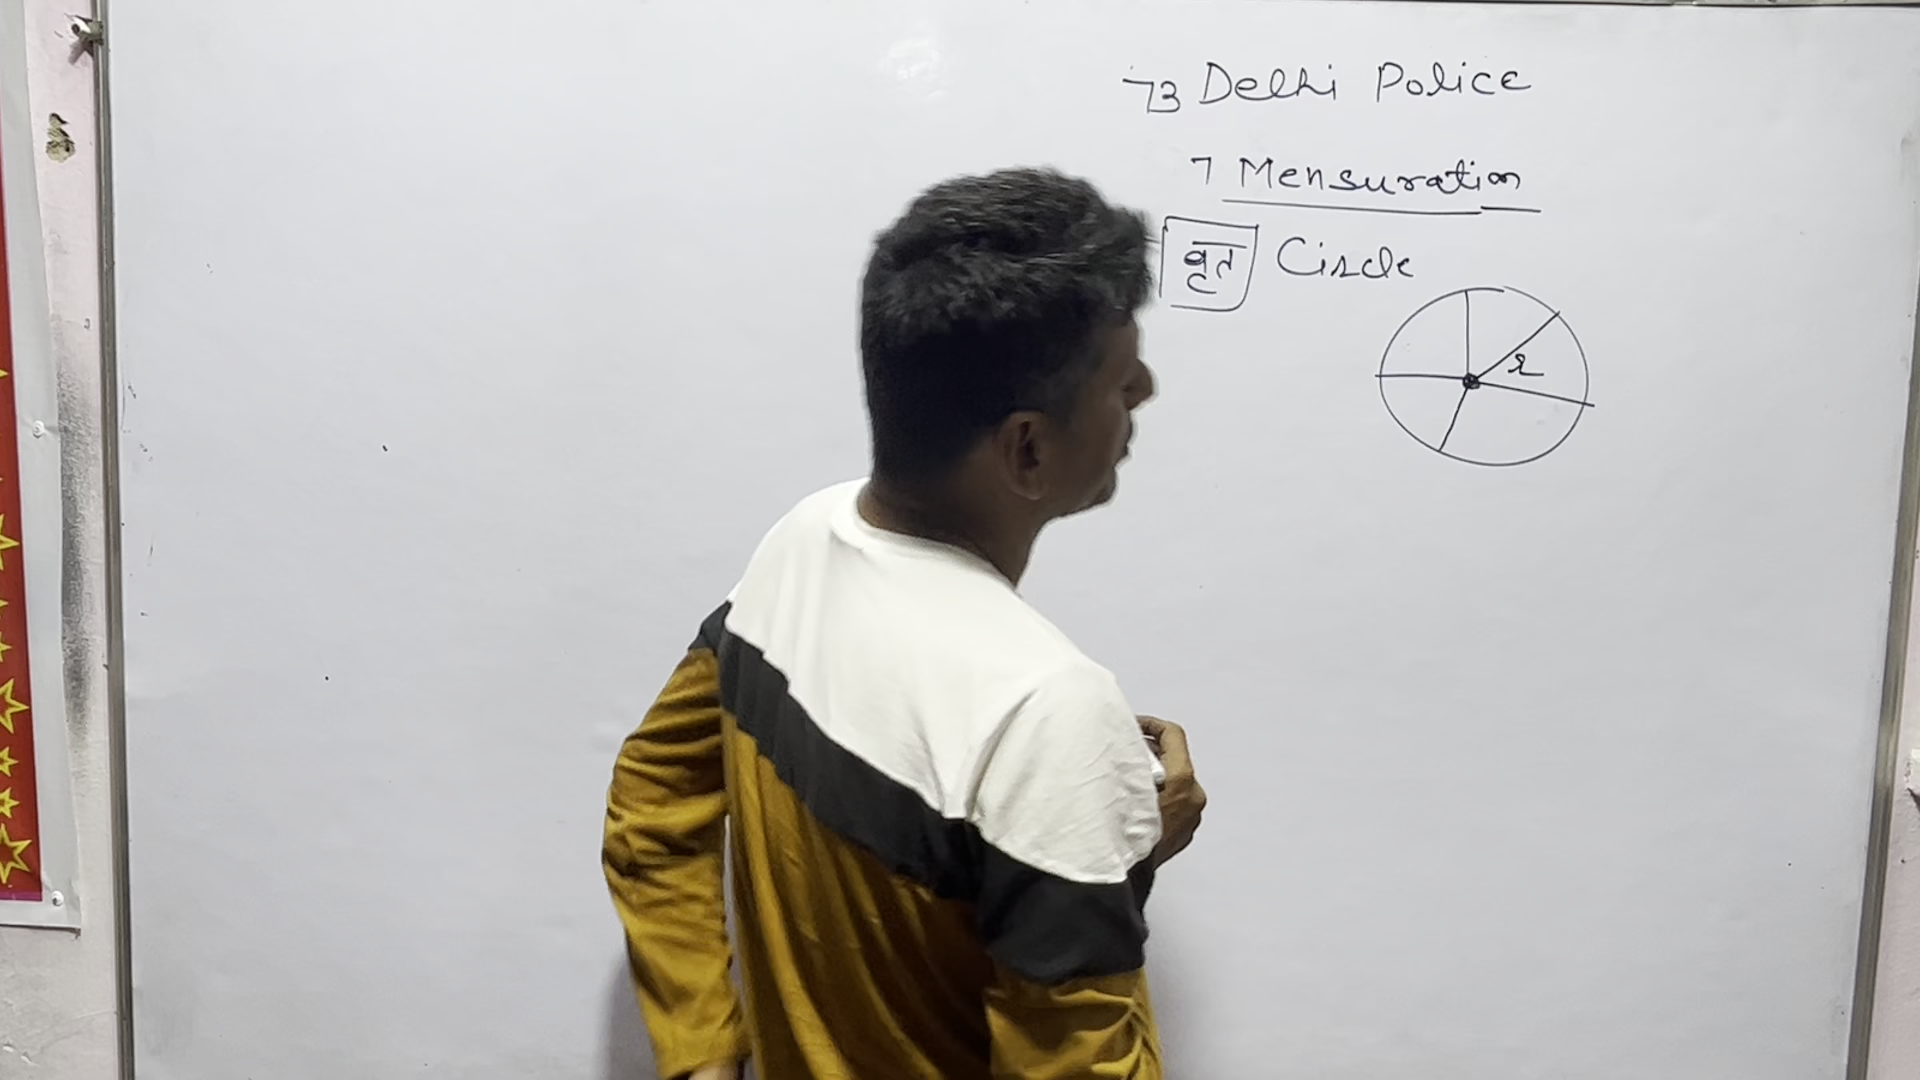 73 Delhi Police
7 Mensuration
वृत Circle
r